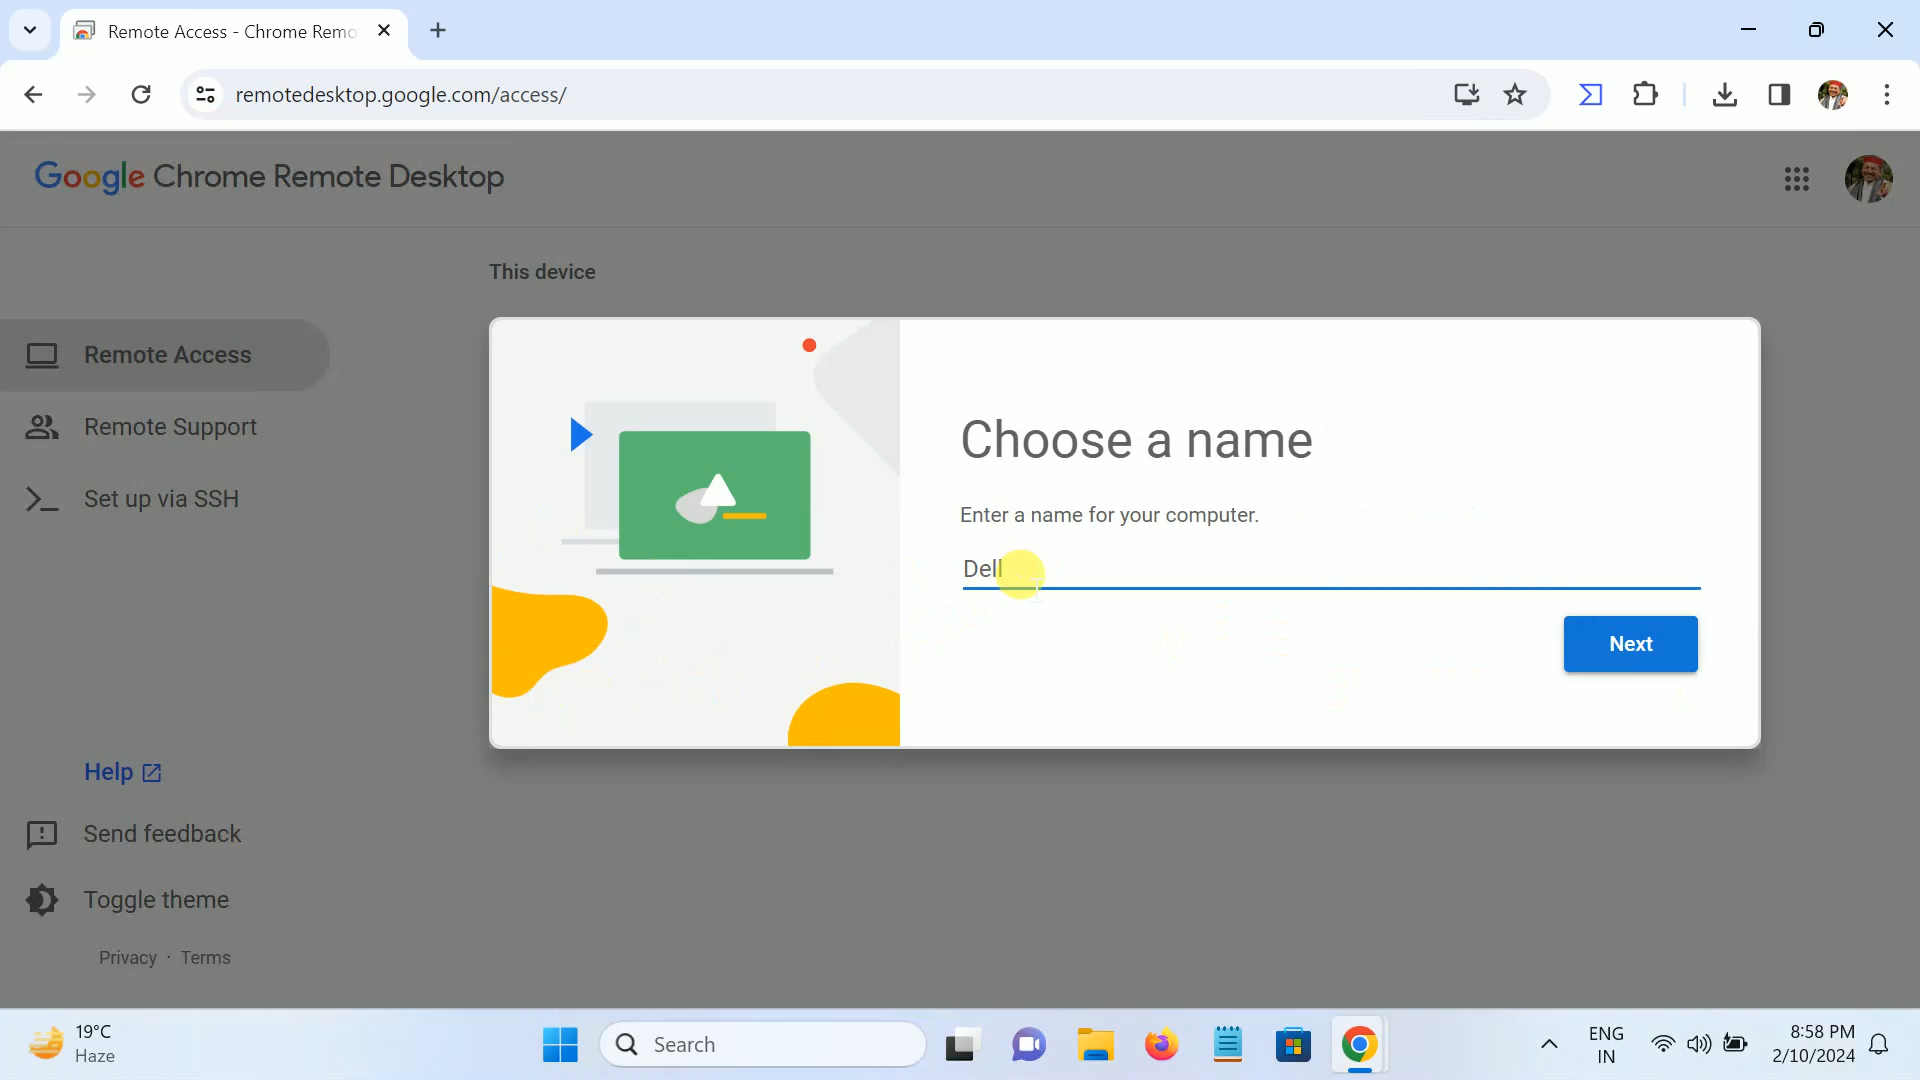 Remote Access - Chrome Remo
remotedesktop.google.com/access/
Google Chrome Remote Desktop
This device
Remote Access
Remote Support
Set up via SSH
Choose a name
Enter a name for your computer.
Dell
Next
Help
Send feedback
Toggle theme
Privacy · Terms
19°C
Haze
Search
ENG
IN
8:58 PM
2/10/2024